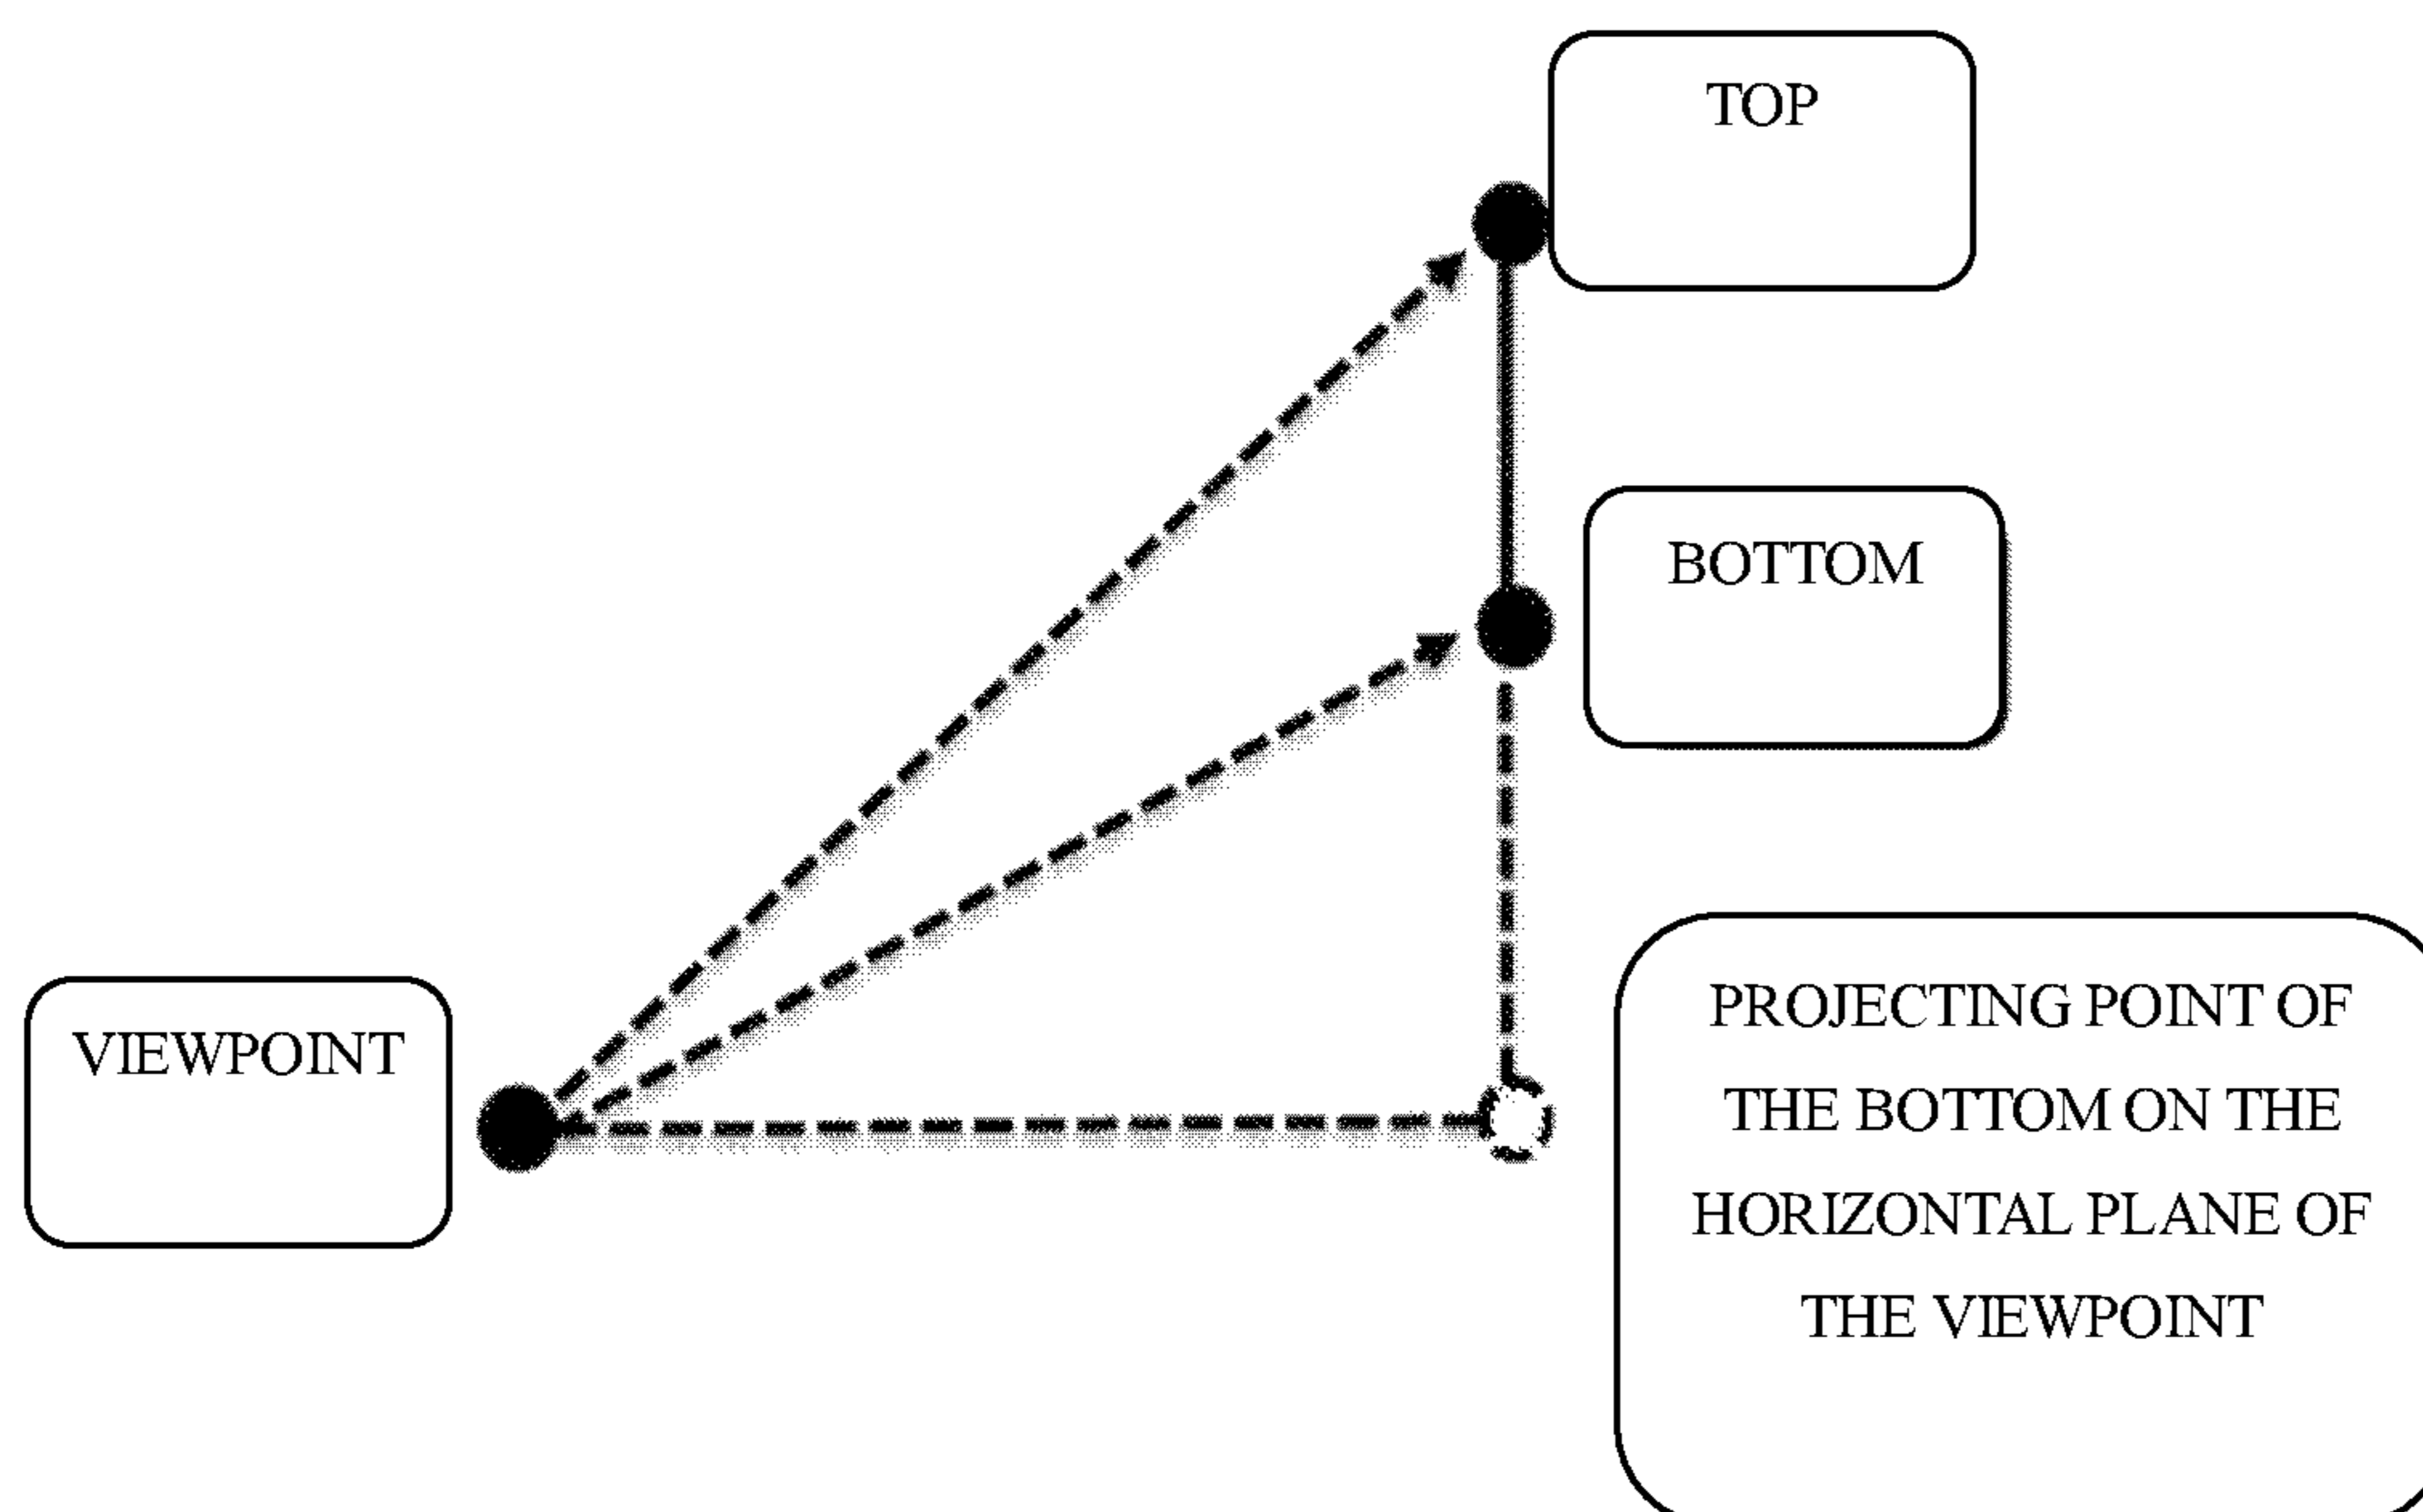 TOP
BOTTOM
VIEWPOINT
PROJECTING POINT OF
THE BOTTOM ON THE
HORIZONTAL PLANE OF
THE VIEWPOINT